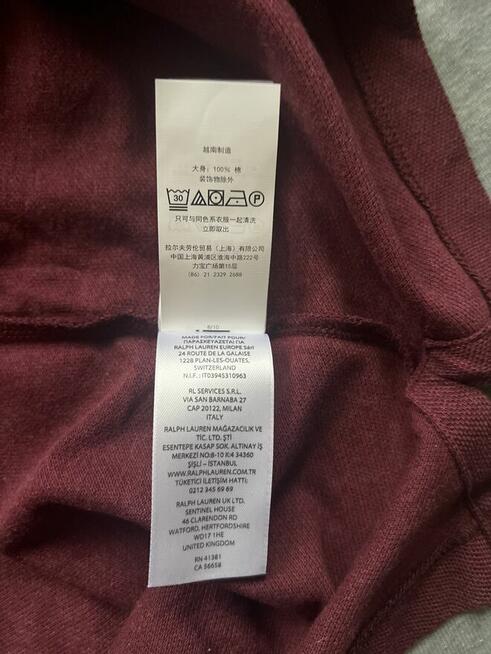 越南制造
大身：100% 棉
装饰物除外
30
P
只可与同色系衣服一起清洗
立即取出
拉尔夫劳伦贸易（上海）有限公司
中国上海黄浦区淮海中路222号
力宝广场第15层
(86) 21 2329 2688
8/10
MADE FOR/FAIT POUR/
ΠΑΡΑΣΚΕΥΑΖΕΤΑΙ ΓΙΑ
RALPH LAUREN EUROPE Sàrl
24 ROUTE DE LA GALAISE
1228 PLAN-LES-OUATES,
SWITZERLAND
N.I.F.: IT03945310963
RL SERVICES S.R.L.
VIA SAN BARNABA 27
CAP 20122, MILAN
ITALY
RALPH LAUREN MAĞAZACILIK VE
TİC. LTD. ŞTİ
ESENTEPE KASAP SOK. ALTINAY İŞ
MERKEZİ NO:8-10 K:4 34360
ŞİŞLİ – İSTANBUL
WWW.RALPHLAUREN.COM.TR
TÜKETİCİ İLETİŞİM HATTI:
0212 345 69 69
RALPH LAUREN UK LTD,
SENTINEL HOUSE
46 CLARENDON RD
WATFORD, HERTFORDSHIRE
WD17 1HE
UNITED KINGDOM
RN 41381
CA 56658